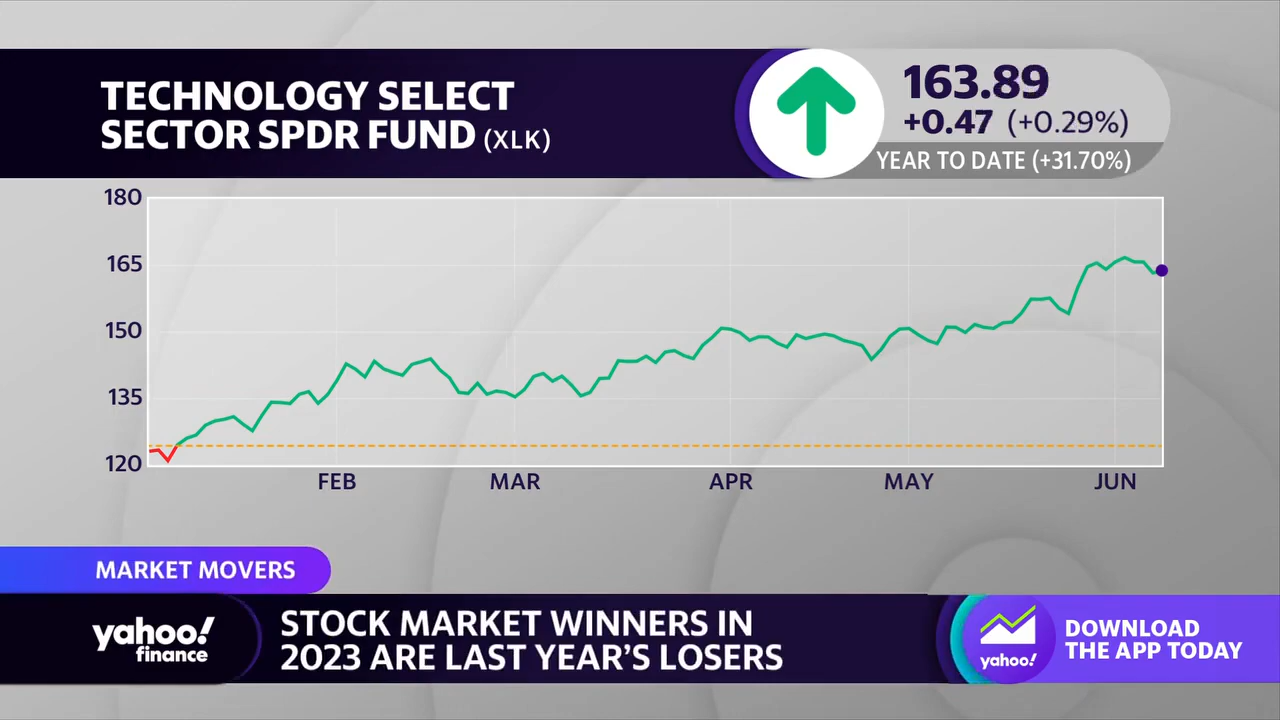 TECHNOLOGY SELECT
SECTOR SPDR FUND (XLK)
163.89
+0.47 (+0.29%)
YEAR TO DATE (+31.70%)
180
165
150
135
120
FEB MAR APR MAY JUN
MARKET MOVERS
yahoo!
finance
STOCK MARKET WINNERS IN
2023 ARE LAST YEAR'S LOSERS
yahoo!
DOWNLOAD
THE APP TODAY